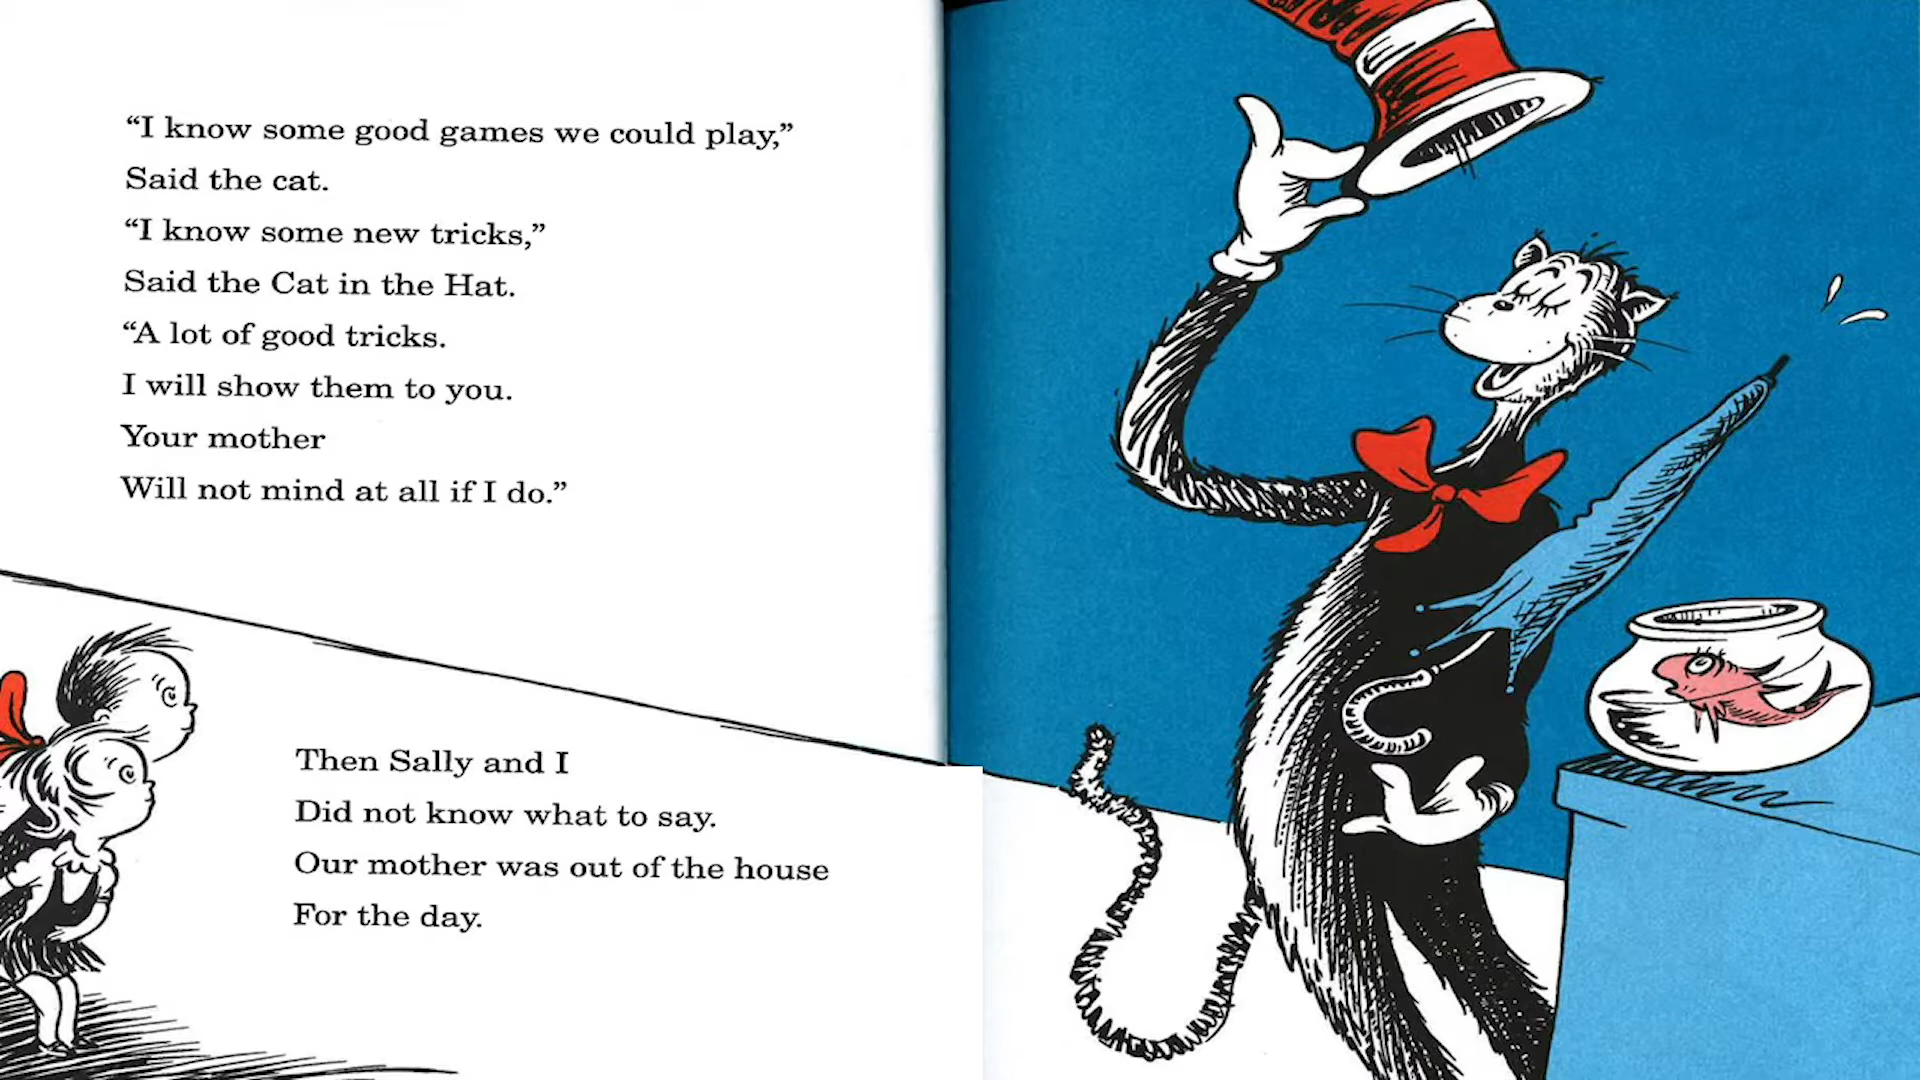 “I know some good games we could play,”
Said the cat.
“I know some new tricks,”
Said the Cat in the Hat.
“A lot of good tricks.
I will show them to you.
Your mother
Will not mind at all if I do.”
Then Sally and I
Did not know what to say.
Our mother was out of the house
For the day.